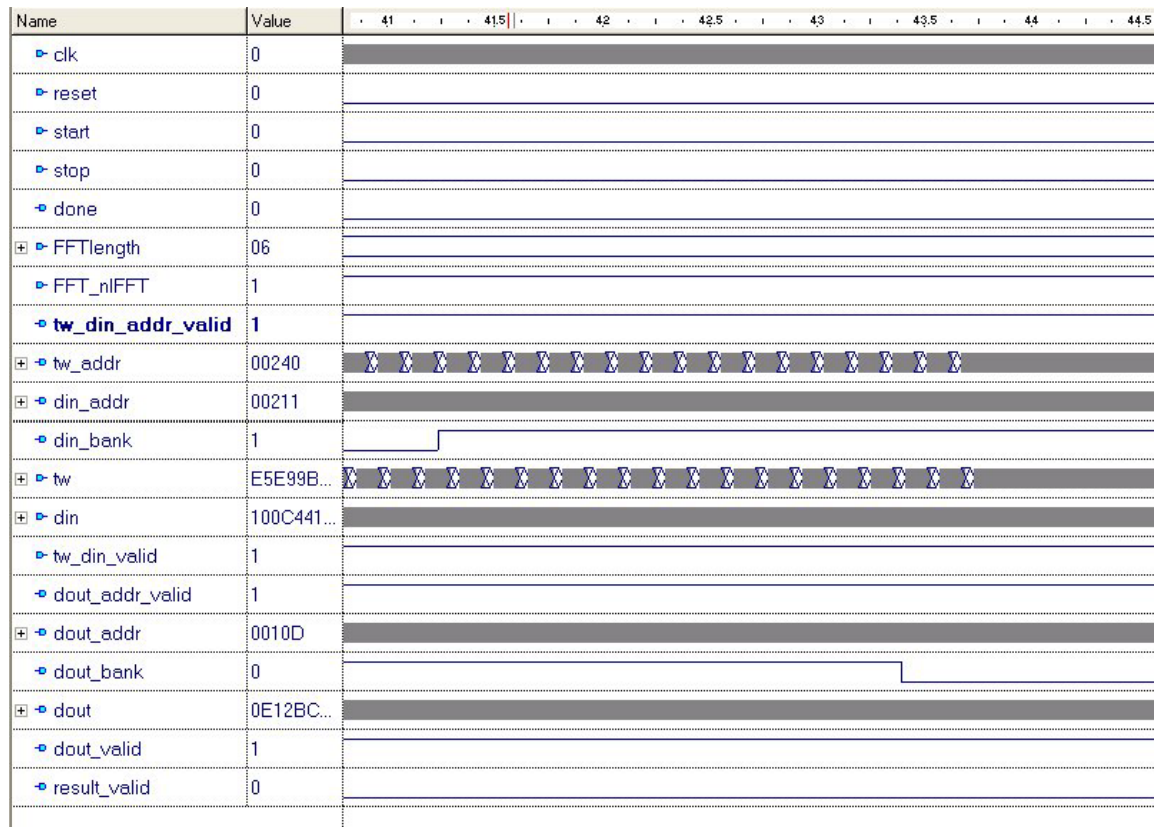 Name Value 41 41.5 42 42.5 43 43.5 44 44.5
clk 0
reset 0
start 0
stop 0
done 0
FFTlength 06
FFT_nIFFT 1
tw_din_addr_valid 1
tw_addr 00240
din_addr 00211
din_bank 1
tw E5E99B...
din 100C441...
tw_din_valid 1
dout_addr_valid 1
dout_addr 0010D
dout_bank 0
dout 0E12BC...
dout_valid 1
result_valid 0